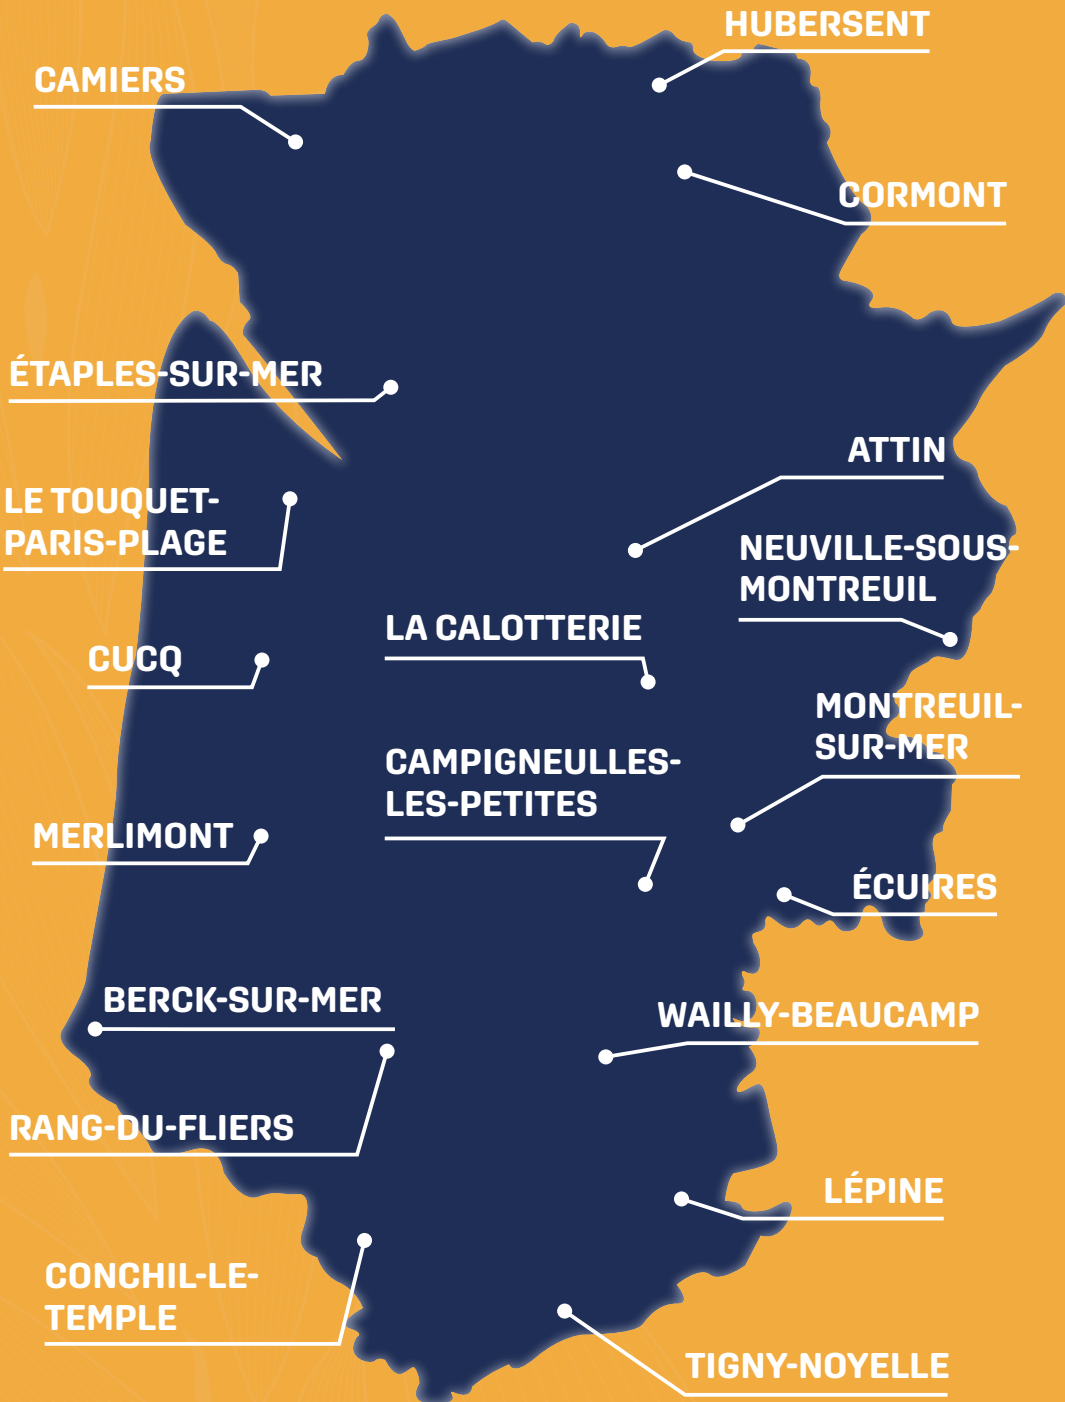 HUBERSENT
CAMIERS
CORMONT
ÉTAPLES-SUR-MER
ATTIN
LE TOUQUET-
PARIS-PLAGE
NEUVILLE-SOUS-
MONTREUIL
LA CALOTTERIE
CUCQ
MONTREUIL-
SUR-MER
CAMPIGNEULLES-
LES-PETITES
MERLIMONT
ÉCUIRES
BERCK-SUR-MER
WAILLY-BEAUCAMP
RANG-DU-FLIERS
LÉPINE
CONCHIL-LE-
TEMPLE
TIGNY-NOYELLE